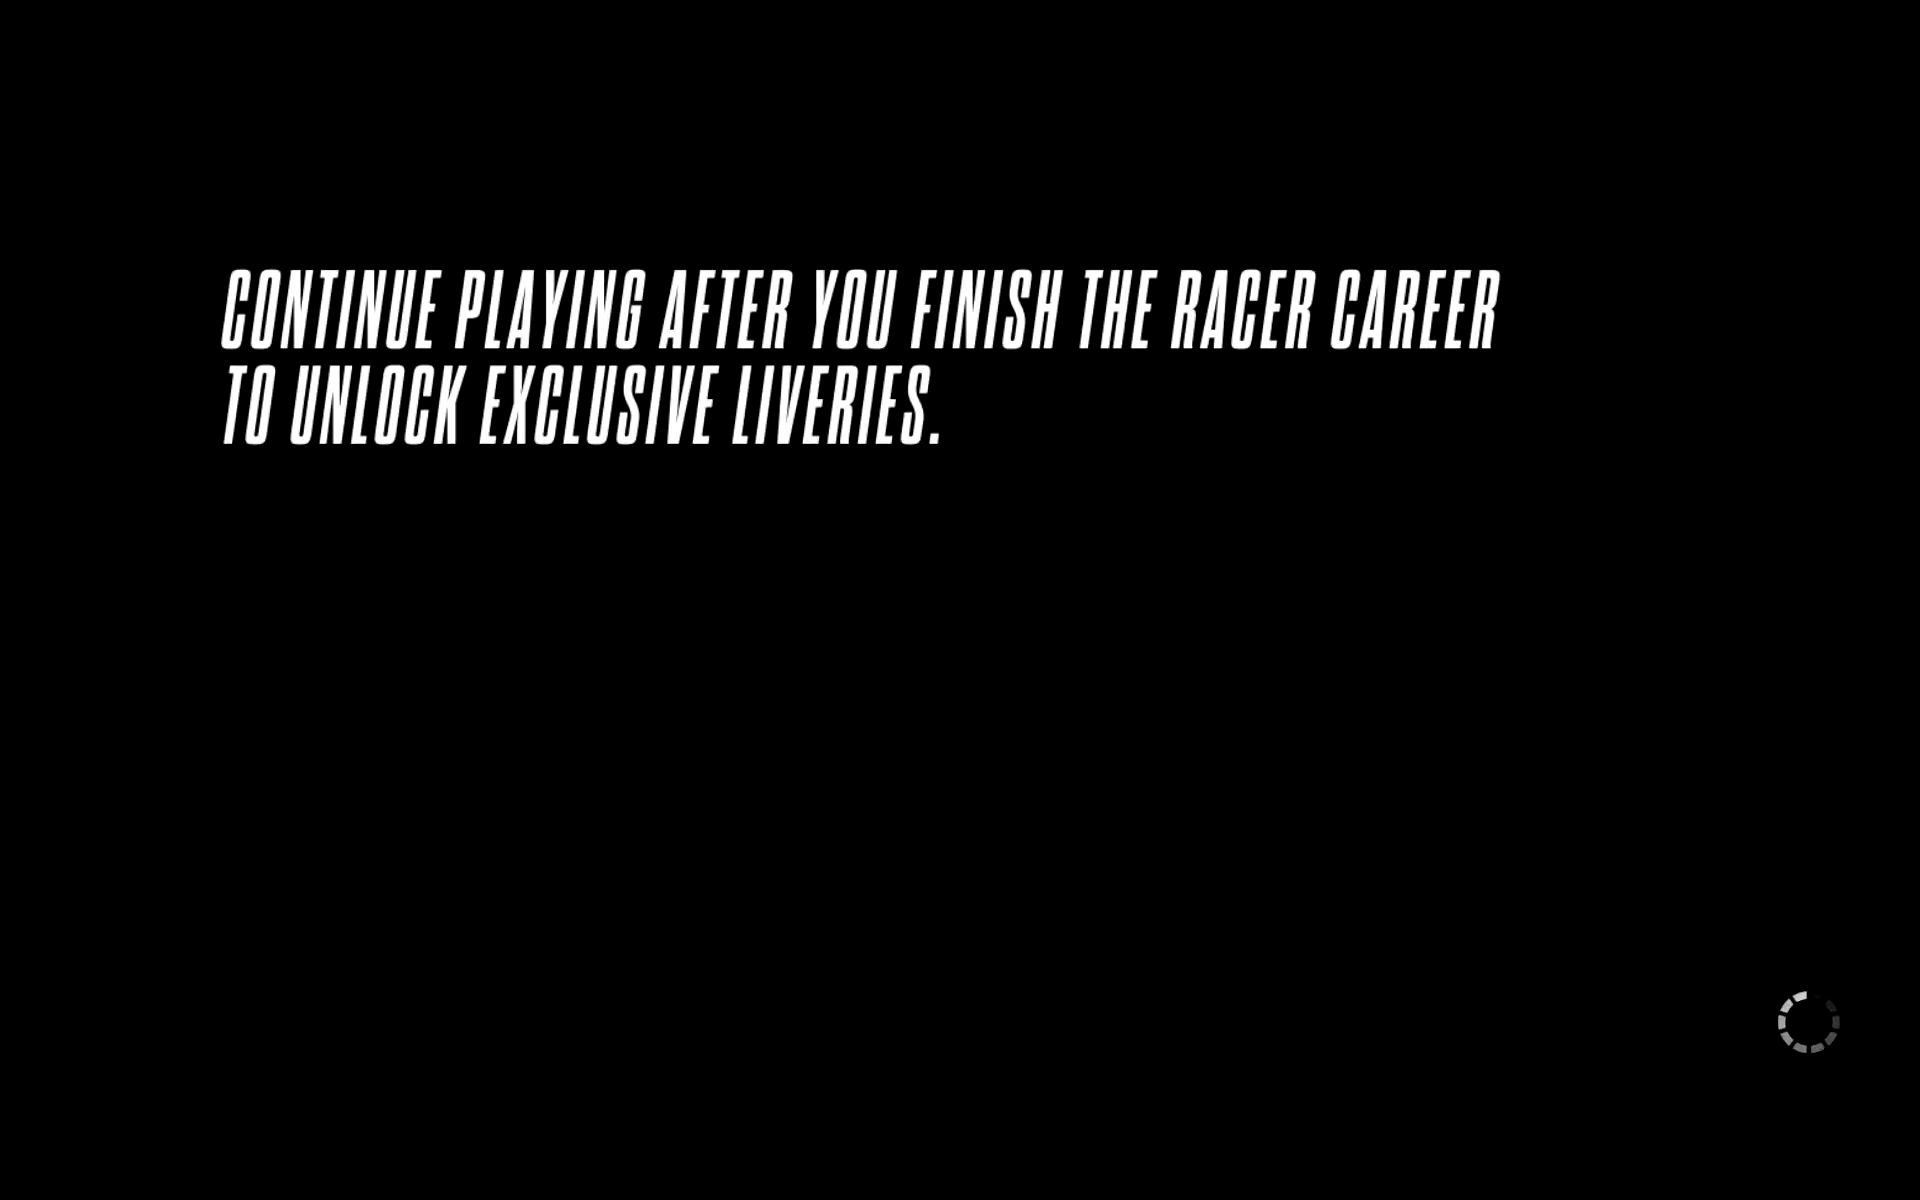 CONTINUE PLAYING AFTER YOU FINISH THE RACER CAREER
TO UNLOCK EXCLUSIVE LIVERIES.